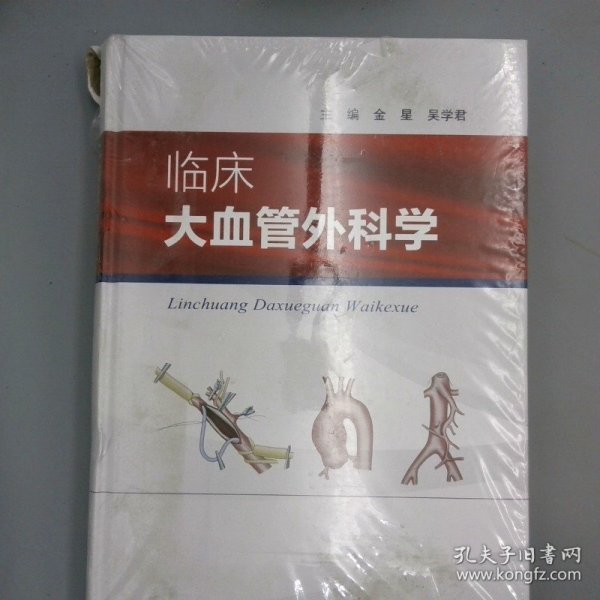 主 编 金 星 吴学君
临床
大血管外科学
Linchuang Daxueguan Waikexue
孔夫子旧书网
www.kongfz.com